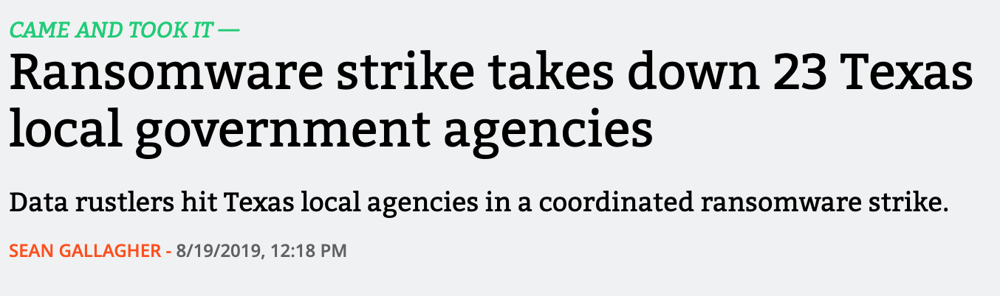 CAME AND TOOK IT —
Ransomware strike takes down 23 Texas
local government agencies
Data rustlers hit Texas local agencies in a coordinated ransomware strike.
SEAN GALLAGHER - 8/19/2019, 12:18 PM